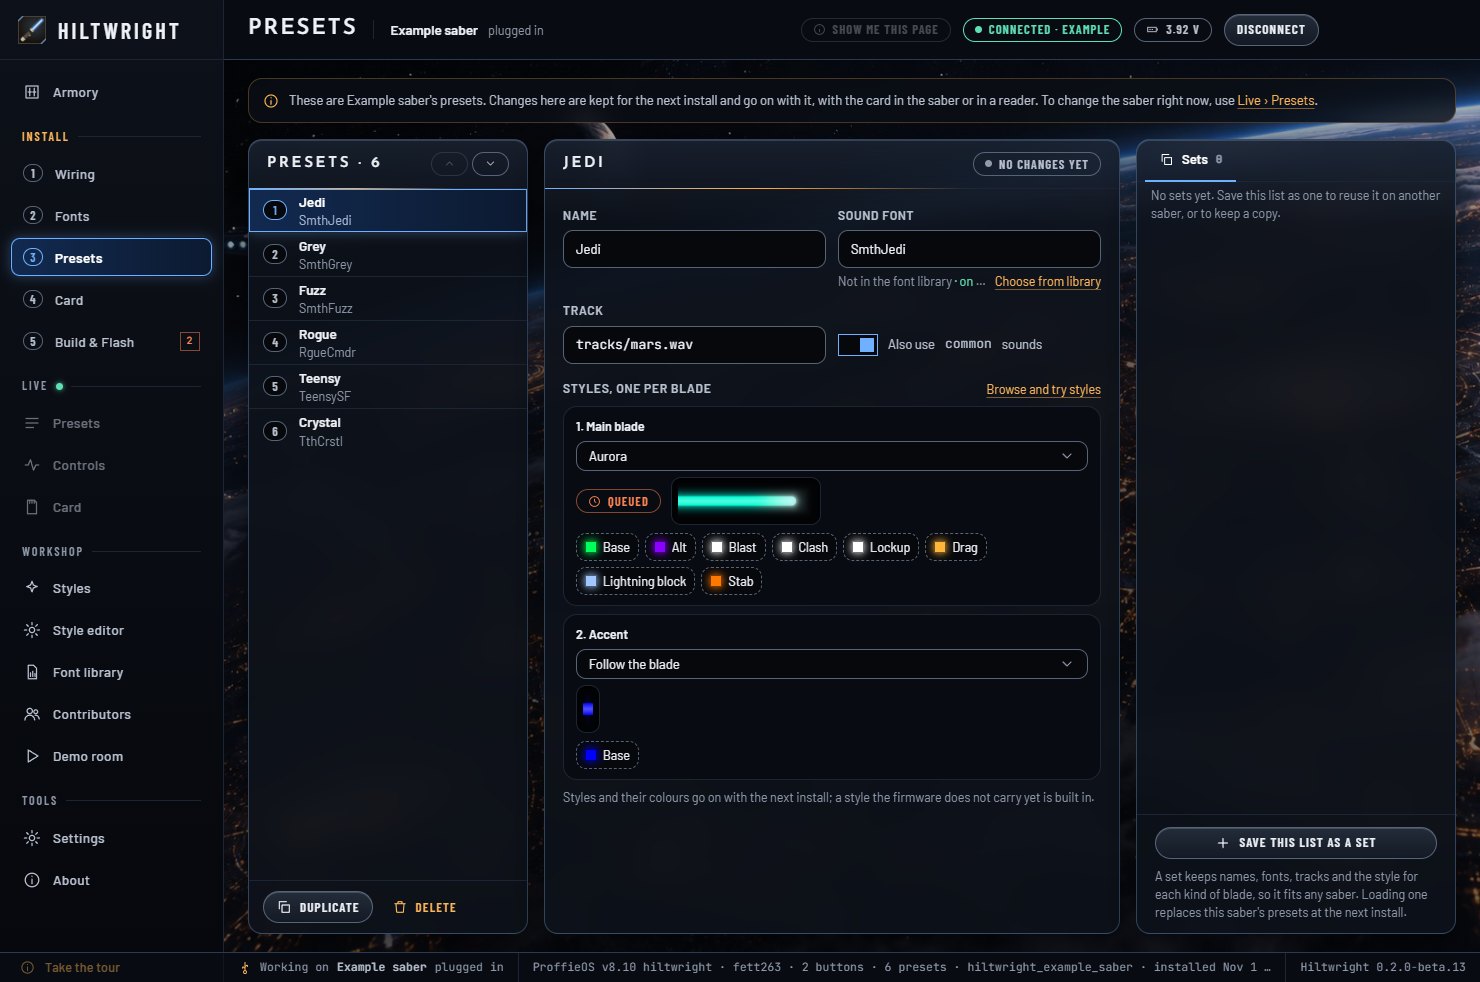 HILTWRIGHT
PRESETS
Example saber plugged in
SHOW ME THIS PAGE
CONNECTED · EXAMPLE
3.92 V
DISCONNECT
Armory
INSTALL
1 Wiring
2 Fonts
3 Presets
4 Card
5 Build & Flash 2
LIVE
Presets
Controls
Card
WORKSHOP
Styles
Style editor
Font library
Contributors
Demo room
TOOLS
Settings
About
Take the tour
These are Example saber's presets. Changes here are kept for the next install and go on with it, with the card in the saber or in a reader. To change the saber right now, use Live › Presets.
PRESETS · 6
1 Jedi
SmthJedi
2 Grey
SmthGrey
3 Fuzz
SmthFuzz
4 Rogue
RgueCmdr
5 Teensy
TeensySF
6 Crystal
TthCrstl
DUPLICATE
DELETE
JEDI
NO CHANGES YET
NAME
SOUND FONT
Jedi
SmthJedi
Not in the font library · on … Choose from library
TRACK
tracks/mars.wav
Also use common sounds
STYLES, ONE PER BLADE
Browse and try styles
1. Main blade
Aurora
QUEUED
Base Alt Blast Clash Lockup Drag
Lightning block Stab
2. Accent
Follow the blade
Base
Styles and their colours go on with the next install; a style the firmware does not carry yet is built in.
Sets 0
No sets yet. Save this list as one to reuse it on another
saber, or to keep a copy.
SAVE THIS LIST AS A SET
A set keeps names, fonts, tracks and the style for
each kind of blade, so it fits any saber. Loading one
replaces this saber's presets at the next install.
Working on Example saber plugged in
ProffieOS v8.10 hiltwright · fett263 · 2 buttons · 6 presets · hiltwright_example_saber · installed Nov 1 …
Hiltwright 0.2.0-beta.13